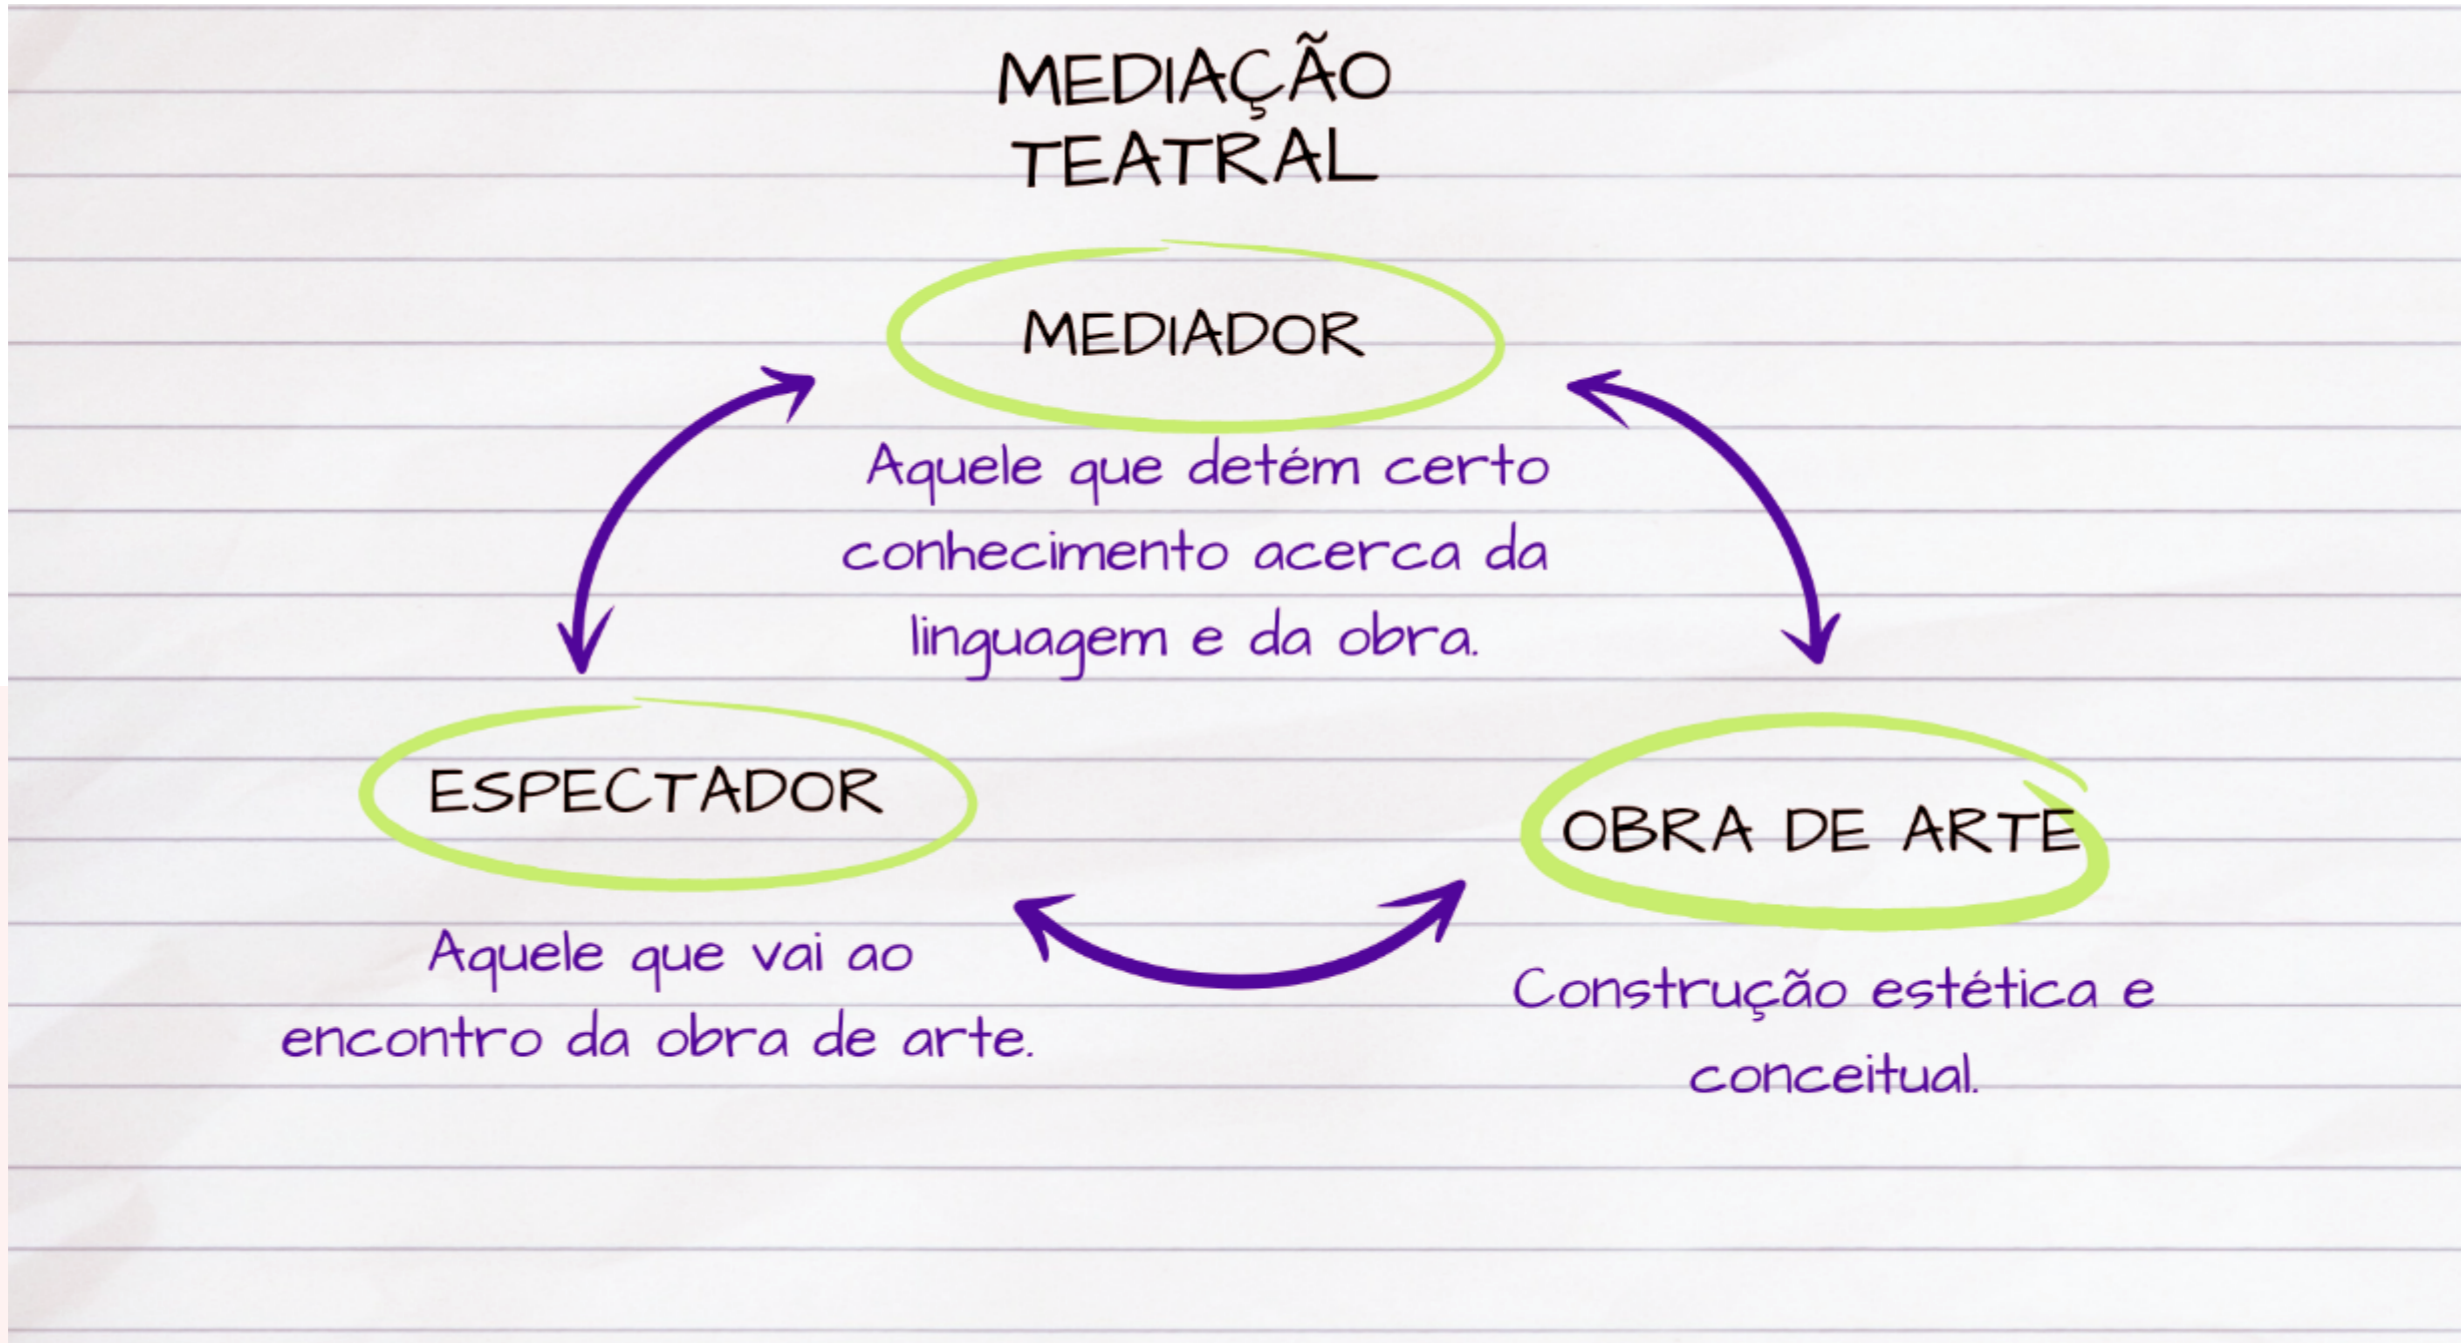 MEDIAÇÃO
TEATRAL
MEDIADOR
Aquele que detém certo
conhecimento acerca da
linguagem e da obra.
ESPECTADOR
Aquele que vai ao
encontro da obra de arte.
OBRA DE ARTE
Construção estética e
conceitual.